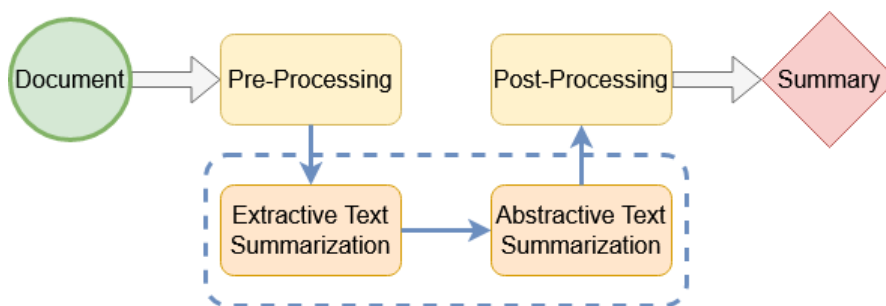 Document
Pre-Processing
Post-Processing
Summary
Extractive Text
Summarization
Abstractive Text
Summarization